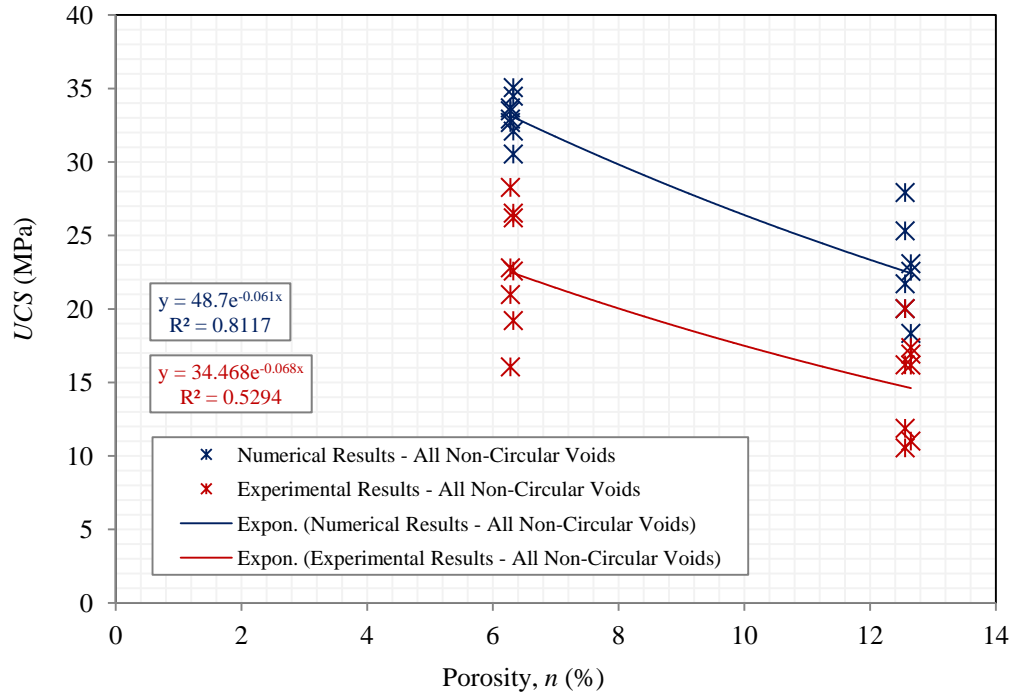 40
35
30
25
20
15
10
5
0
UCS (MPa)
y = 48.7e^-0.061x
R² = 0.8117
y = 34.468e^-0.068x
R² = 0.5294
Numerical Results - All Non-Circular Voids
Experimental Results - All Non-Circular Voids
Expon. (Numerical Results - All Non-Circular Voids)
Expon. (Experimental Results - All Non-Circular Voids)
0 2 4 6 8 10 12 14
Porosity, n (%)